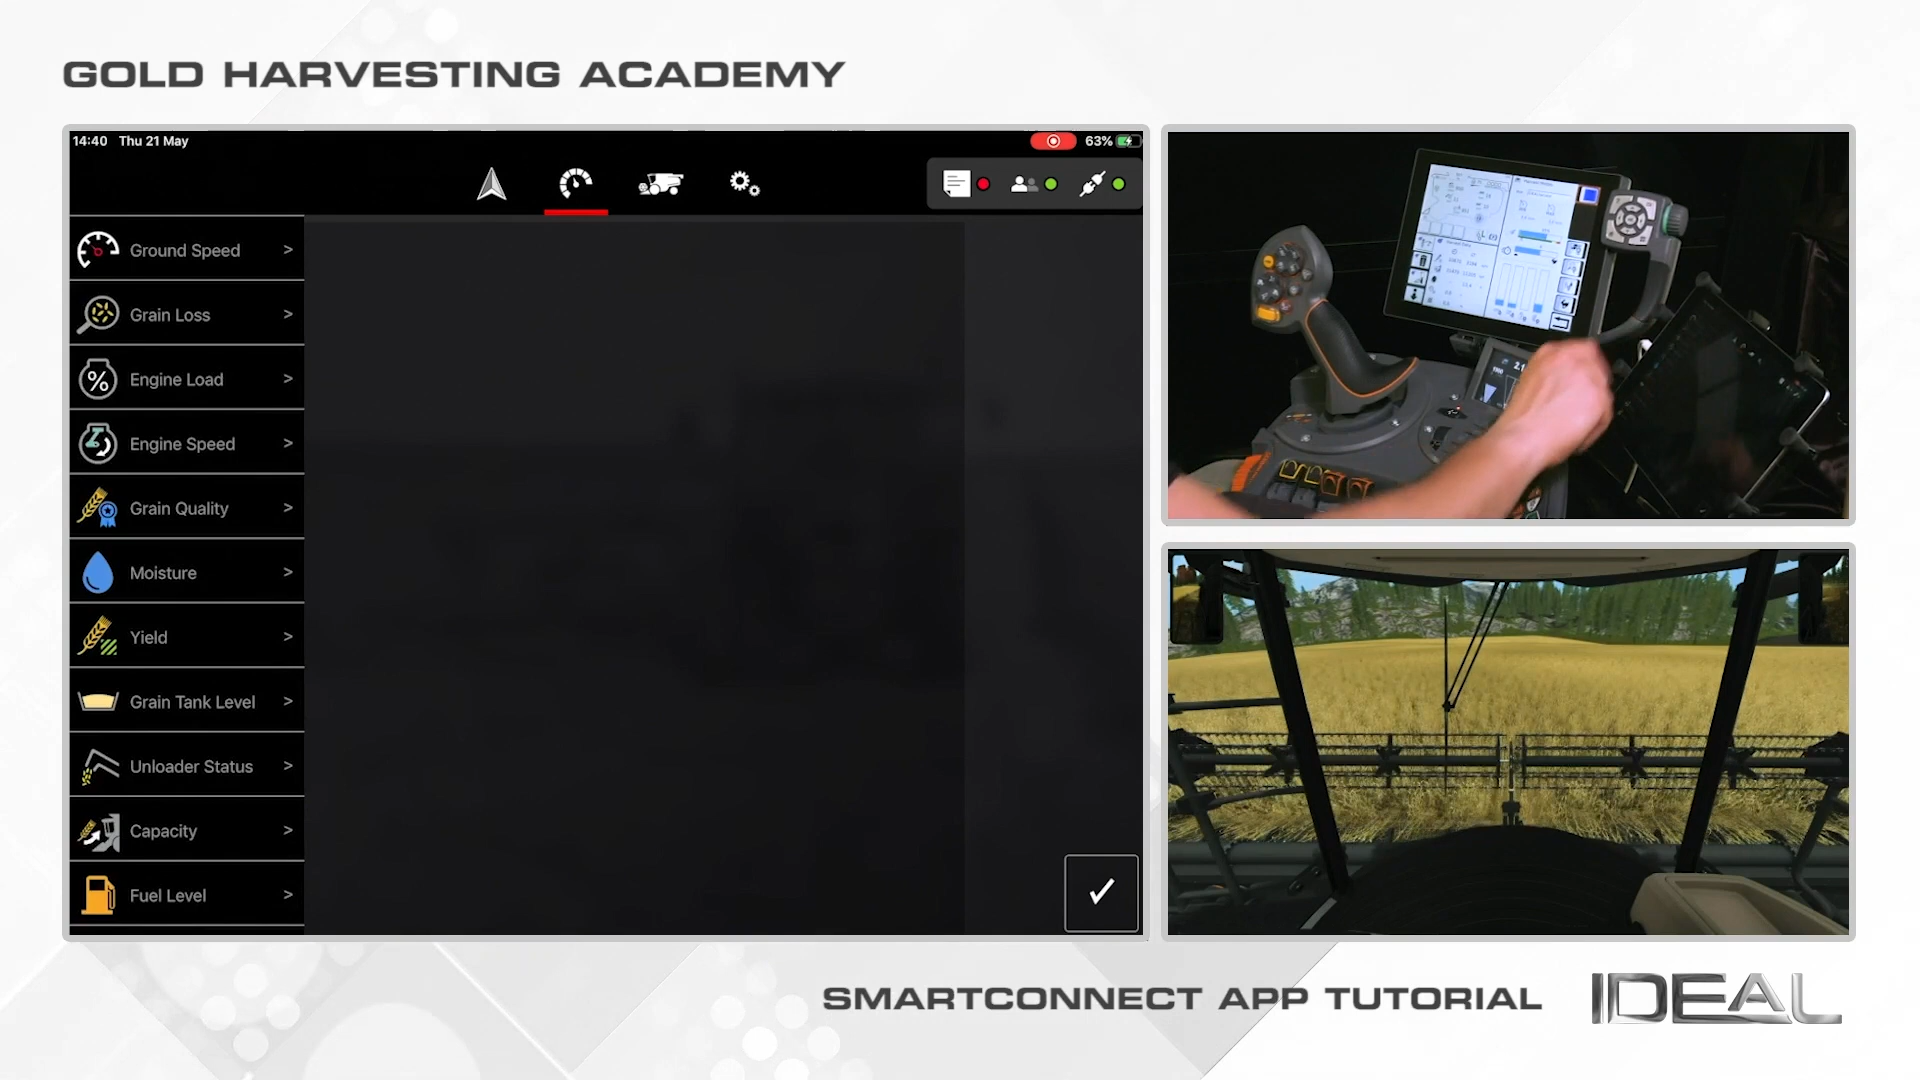 GOLD HARVESTING ACADEMY
14:40 Thu 21 May
63%
Ground Speed >
Grain Loss >
Engine Load >
Engine Speed >
Grain Quality >
Moisture >
Yield >
Grain Tank Level >
Unloader Status >
Capacity >
Fuel Level >
SMARTCONNECT APP TUTORIAL
IDEAL